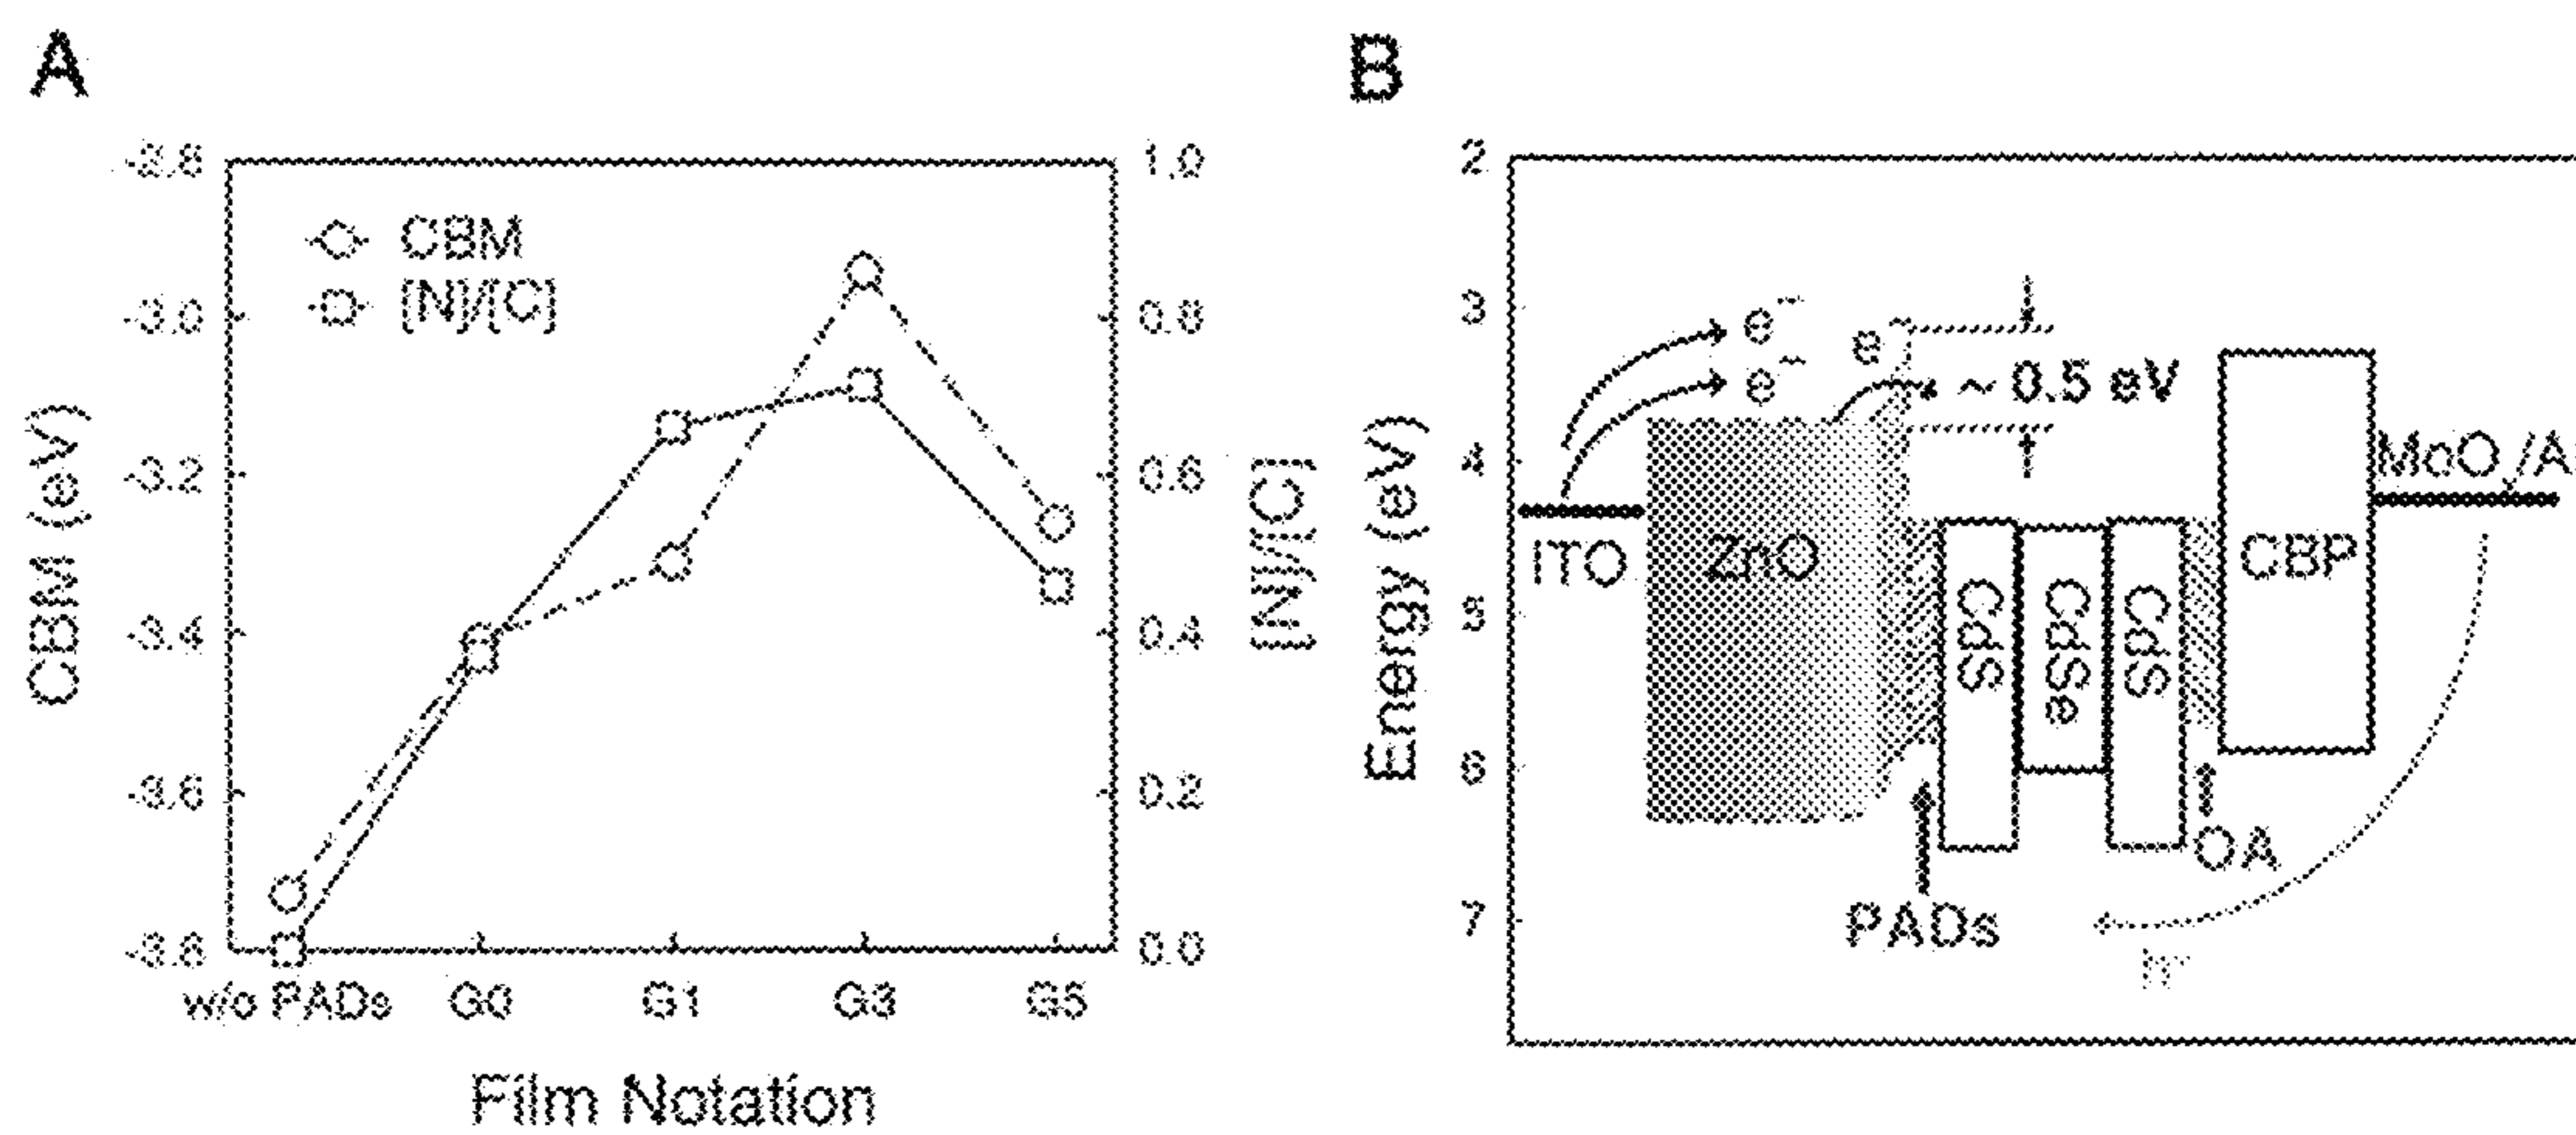 A
CBM (eV)
-2.8
-3.0
-3.2
-3.4
-3.6
-3.8
CBM
[N]/[C]
1.0
0.8
0.6
0.4
0.2
0.0
[N]/[C]
w/o PADs G0 G1 G3 G5
Film Notation
B
Energy (eV)
2
3
4
5
6
7
e⁻
e⁻
e⁻
~ 0.5 eV
ITO
ZnO
CdS
CdSe
CdS
CBP
PADs
OA